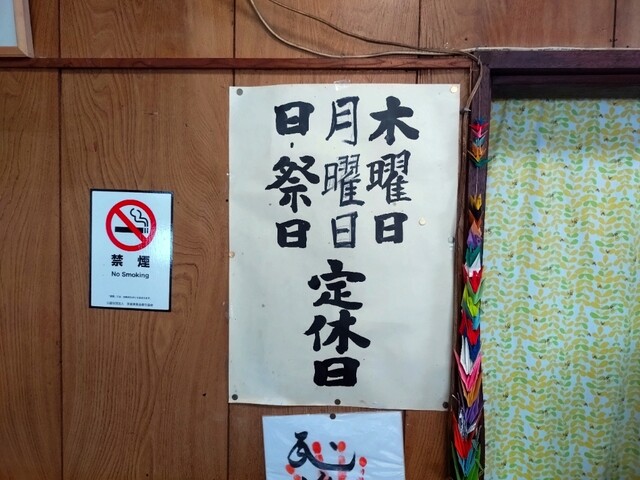 木曜日
月曜日
日・祭日
定休日
禁煙
No Smoking